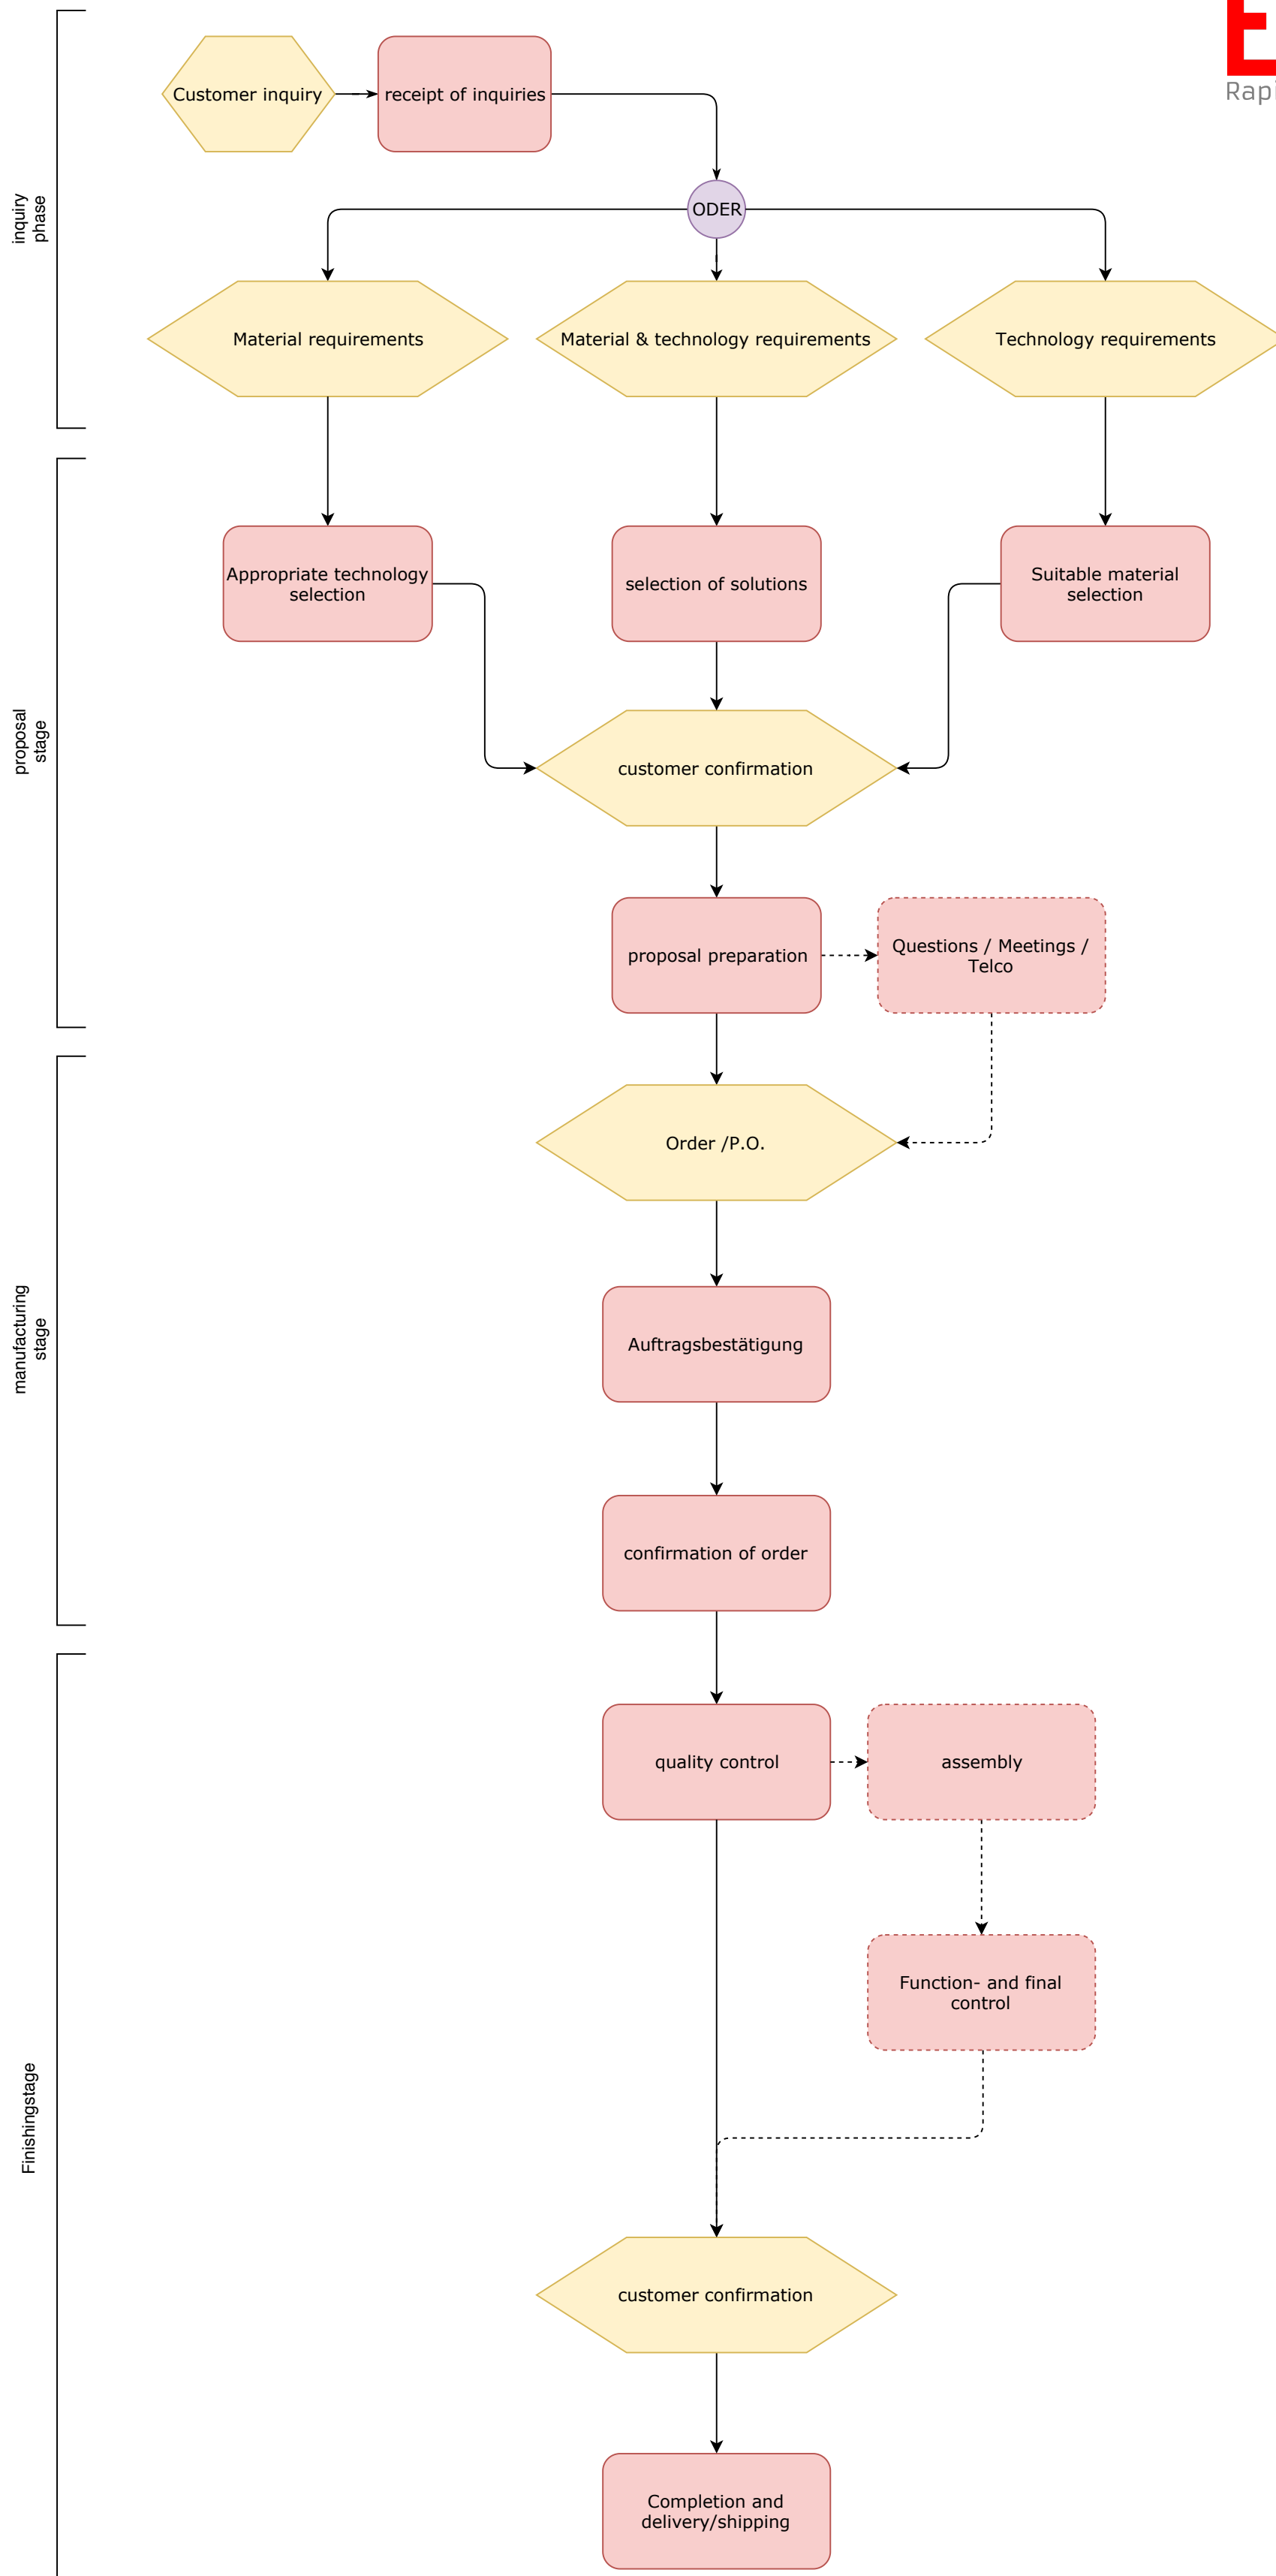 Customer inquiry
receipt of inquiries
Rapi
ODER
inquiry
phase
Material requirements
Material & technology requirements
Technology requirements
Appropriate technology
selection
selection of solutions
Suitable material
selection
proposal
stage
customer confirmation
proposal preparation
Questions / Meetings /
Telco
Order /P.O.
manufacturing
stage
Auftragsbestätigung
confirmation of order
quality control
assembly
Function- and final
control
Finishingstage
customer confirmation
Completion and
delivery/shipping